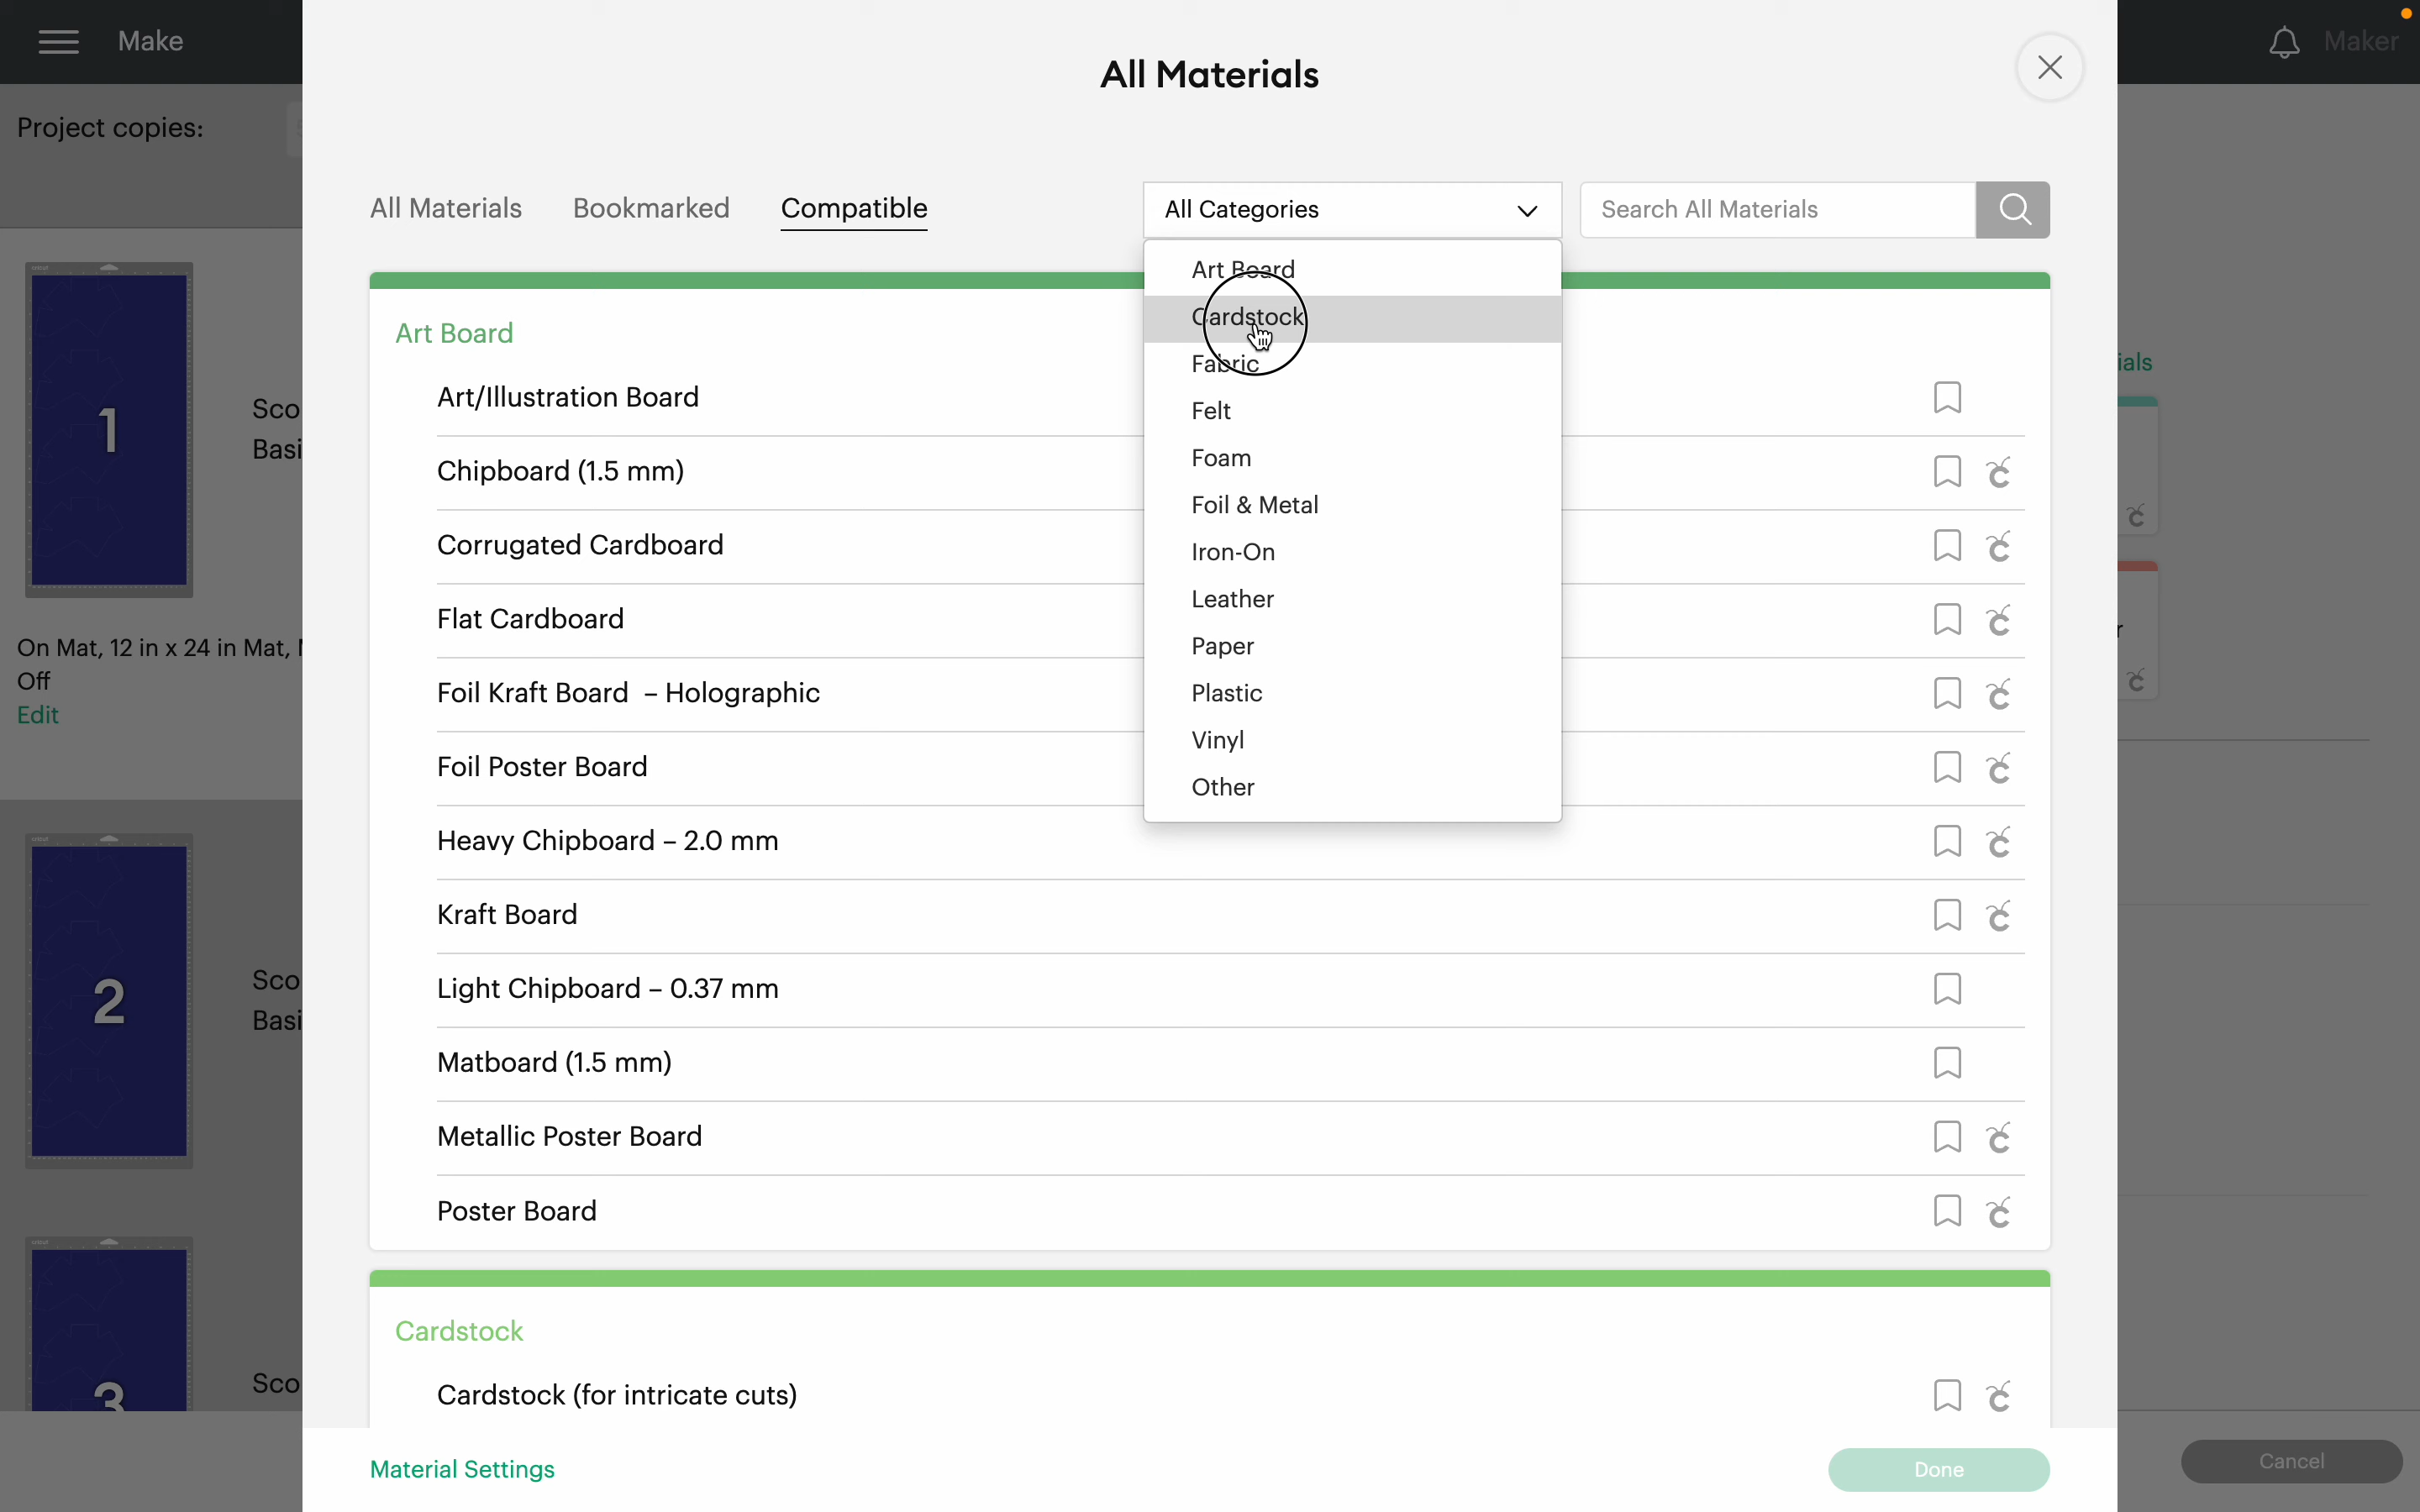 Make
Maker
All Materials
Project copies:
All Materials
Bookmarked
Compatible
All Categories
Search All Materials
Art Board
Cardstock
Fabric
Felt
Foam
Foil & Metal
Iron-On
Leather
Paper
Plastic
Vinyl
Other
Art Board
Art/Illustration Board
Chipboard (1.5 mm)
Corrugated Cardboard
Flat Cardboard
Foil Kraft Board – Holographic
Foil Poster Board
Heavy Chipboard – 2.0 mm
Kraft Board
Light Chipboard – 0.37 mm
Matboard (1.5 mm)
Metallic Poster Board
Poster Board
Cardstock
Cardstock (for intricate cuts)
Material Settings
Done
Cancel
1
Sco
Basi
On Mat, 12 in x 24 in Mat,
Off
Edit
2
Sco
Basi
3
Sco
ials
r